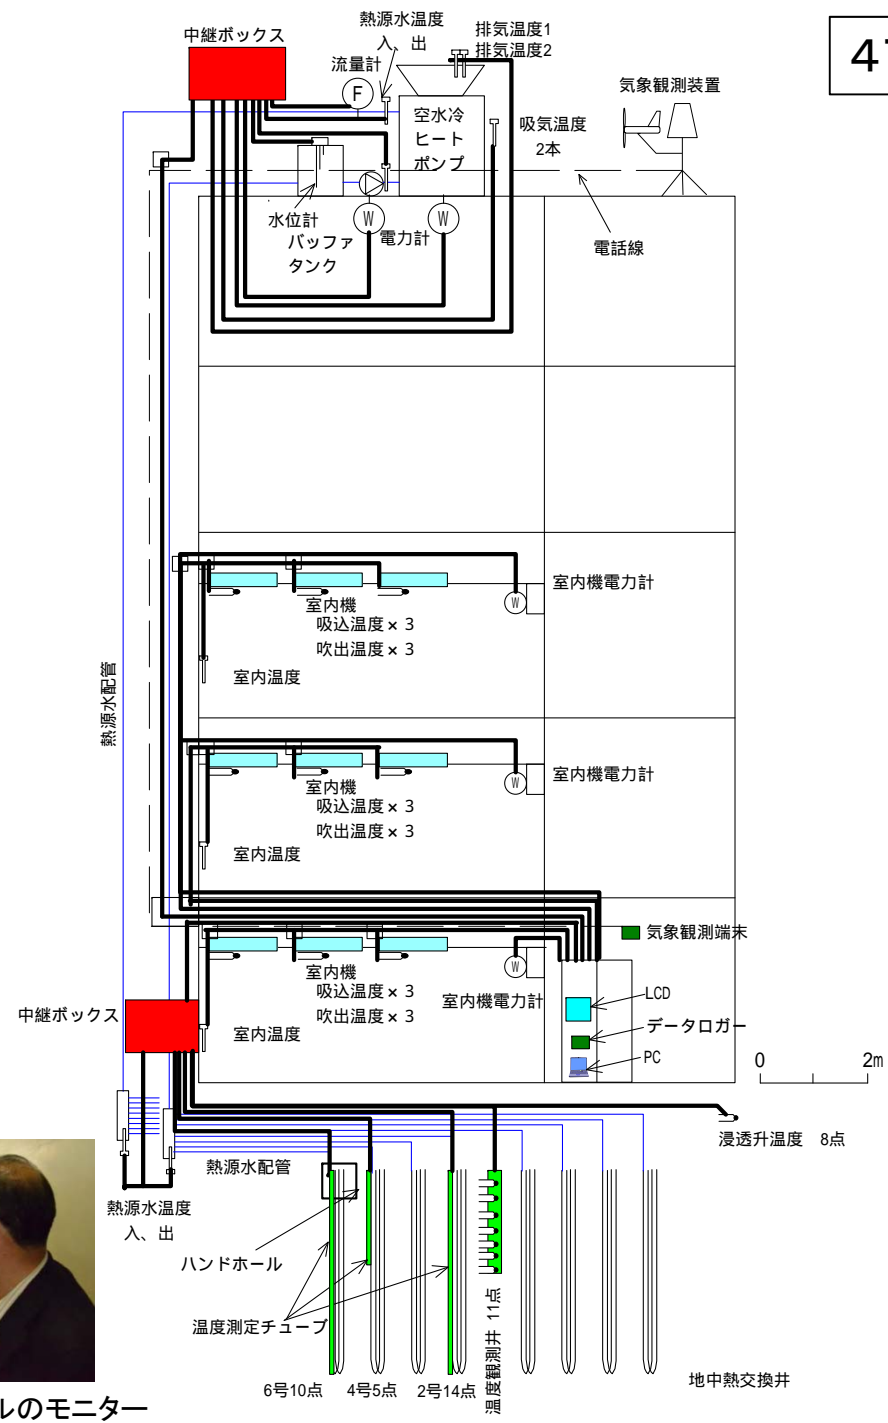 中継ボックス
熱源水温度
入、出
排気温度1
排気温度2
流量計
F
空水冷
ヒート
ポンプ
吸気温度
2本
気象観測装置
水位計
バッファ
タンク
W
電力計
W
電話線
熱源水配管
室内機
吸込温度×3
吹出温度×3
室内温度
W
室内機電力計
室内機
吸込温度×3
吹出温度×3
室内温度
W
室内機電力計
気象観測端末
室内機
吸込温度×3
吹出温度×3
室内温度
W
室内機電力計
中継ボックス
LCD
データロガー
PC
0 2m
浸透升温度 8点
熱源水配管
熱源水温度
入、出
ハンドホール
温度測定チューブ
6号10点
4号5点
2号14点
温度観測井 11点
地中熱交換井
ルのモニター